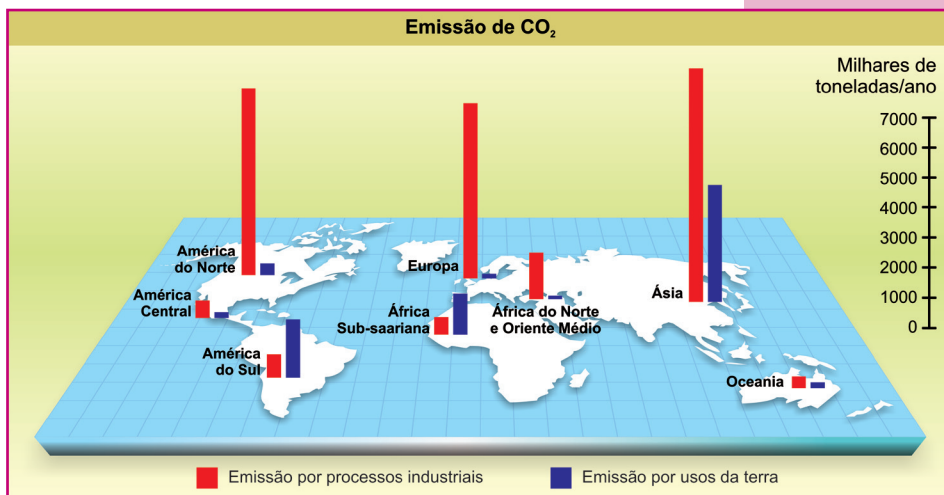 Emissão de CO₂
Milhares de
toneladas/ano
7000
6000
5000
4000
3000
2000
1000
0
América
do Norte
América
Central
América
do Sul
Europa
África
Sub-saariana
África do Norte
e Oriente Médio
Ásia
Oceania
Emissão por processos industriais
Emissão por usos da terra